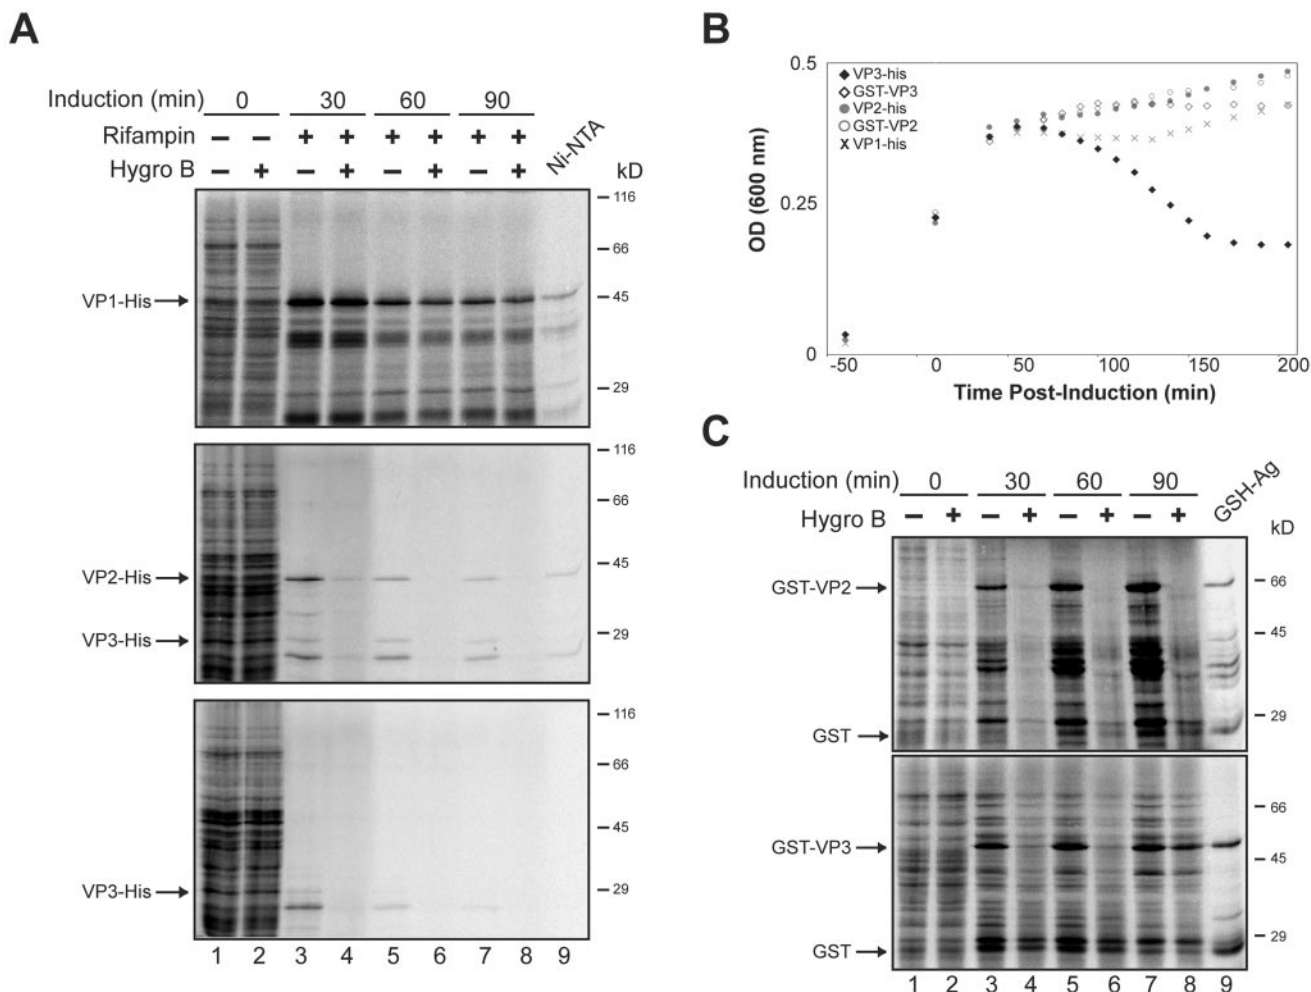 A
Induction (min) 0 30 60 90
Rifampin − − + + + + + +
Hygro B − + − + − + − + Ni-NTA kD
116
66
VP1-His 45
29
116
66
VP2-His 45
VP3-His 29
116
66
45
VP3-His 29
1 2 3 4 5 6 7 8 9
B
0.5
VP3-his
GST-VP3
VP2-his
GST-VP2
VP1-his
OD (600 nm)
0.25
0
-50 0 50 100 150 200
Time Post-Induction (min)
C
Induction (min) 0 30 60 90
Hygro B − + − + − + − + GSH-Ag kD
GST-VP2 66
45
29
GST
66
GST-VP3 45
GST 29
1 2 3 4 5 6 7 8 9